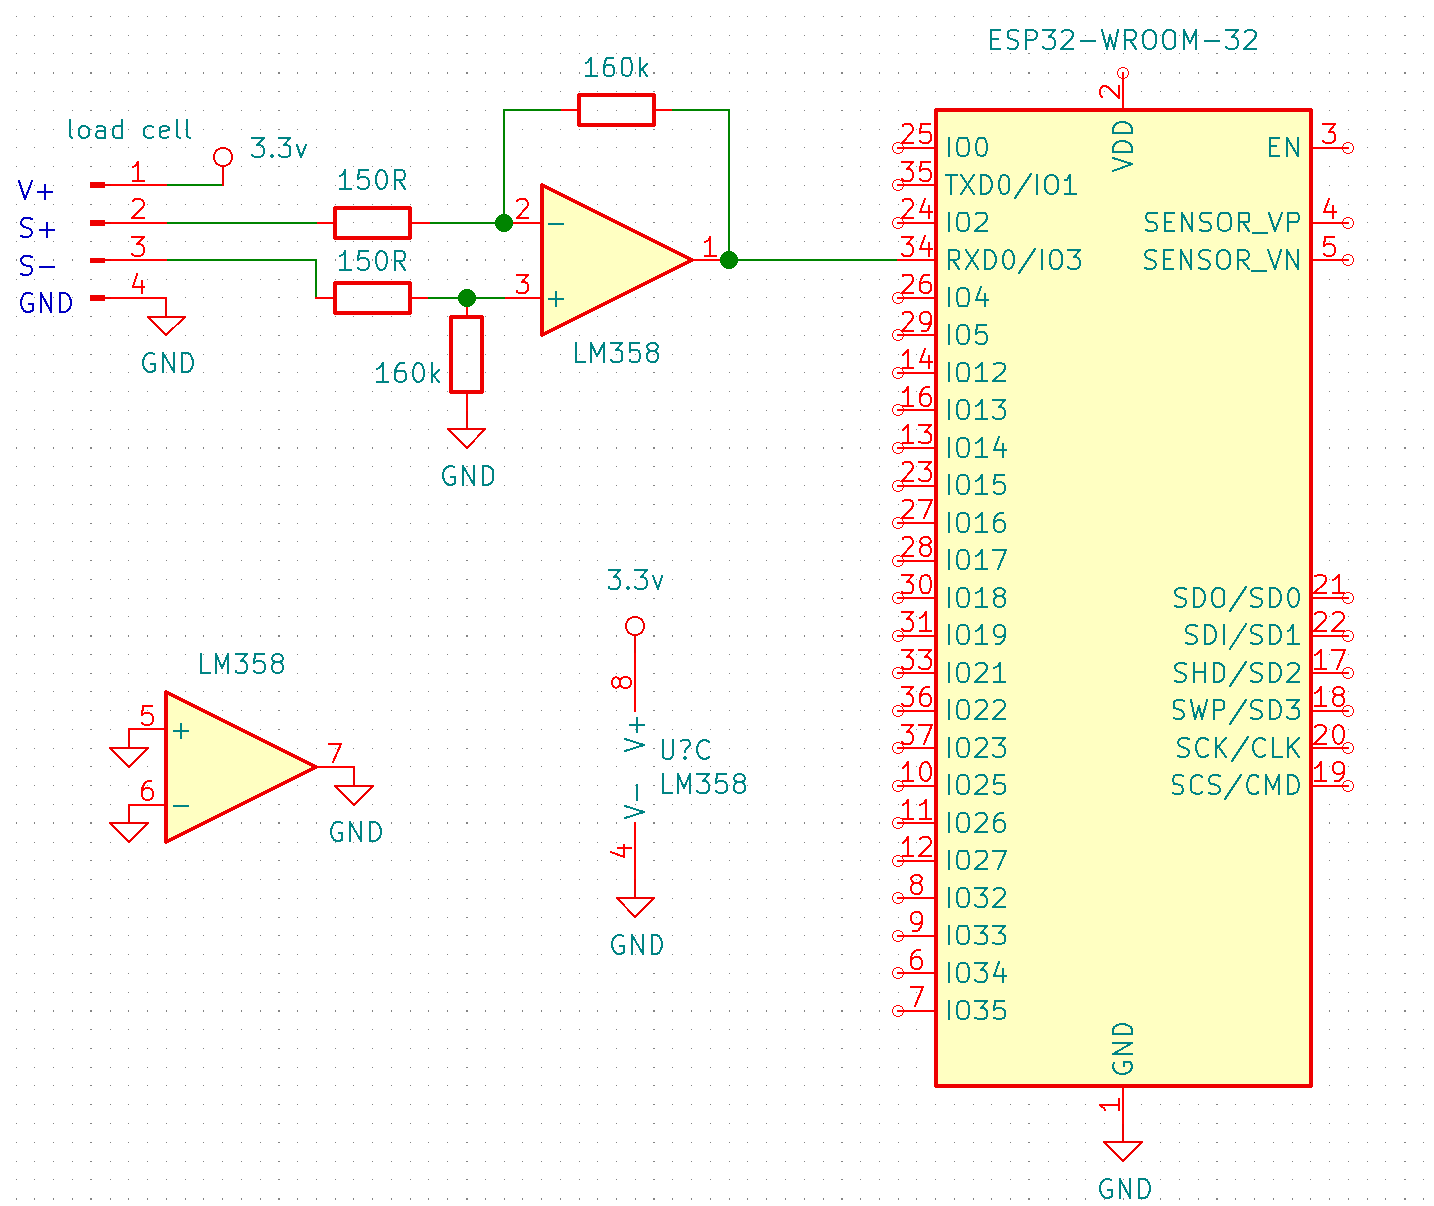 load cell
V+
1
3.3v
S+
2
S-
3
GND
4
GND
150R
150R
160k
160k
GND
2
-
3
+
1
LM358
LM358
5
+
6
-
7
GND
3.3v
8
V+
U?C
LM358
V-
4
GND
ESP32-WROOM-32
2
VDD
25 IO0
35 TXD0/IO1
24 IO2
34 RXD0/IO3
26 IO4
29 IO5
14 IO12
16 IO13
13 IO14
23 IO15
27 IO16
28 IO17
30 IO18
31 IO19
33 IO21
36 IO22
37 IO23
10 IO25
11 IO26
12 IO27
8 IO32
9 IO33
6 IO34
7 IO35
EN 3
SENSOR_VP 4
SENSOR_VN 5
SDO/SD0 21
SDI/SD1 22
SHD/SD2 17
SWP/SD3 18
SCK/CLK 20
SCS/CMD 19
GND
1
GND